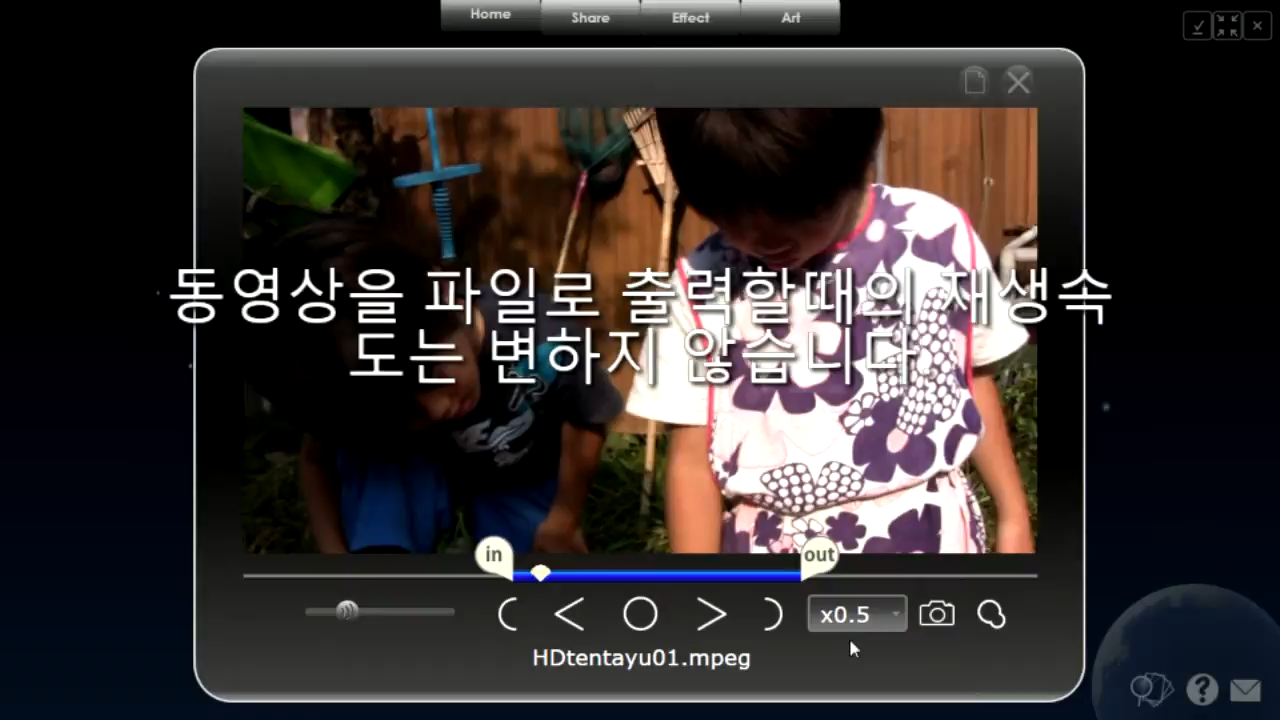 Home Share Effect Art
동영상을 파일로 출력할때의 재생속
도는 변하지 않습니다
in out
x0.5
HDtentayu01.mpeg